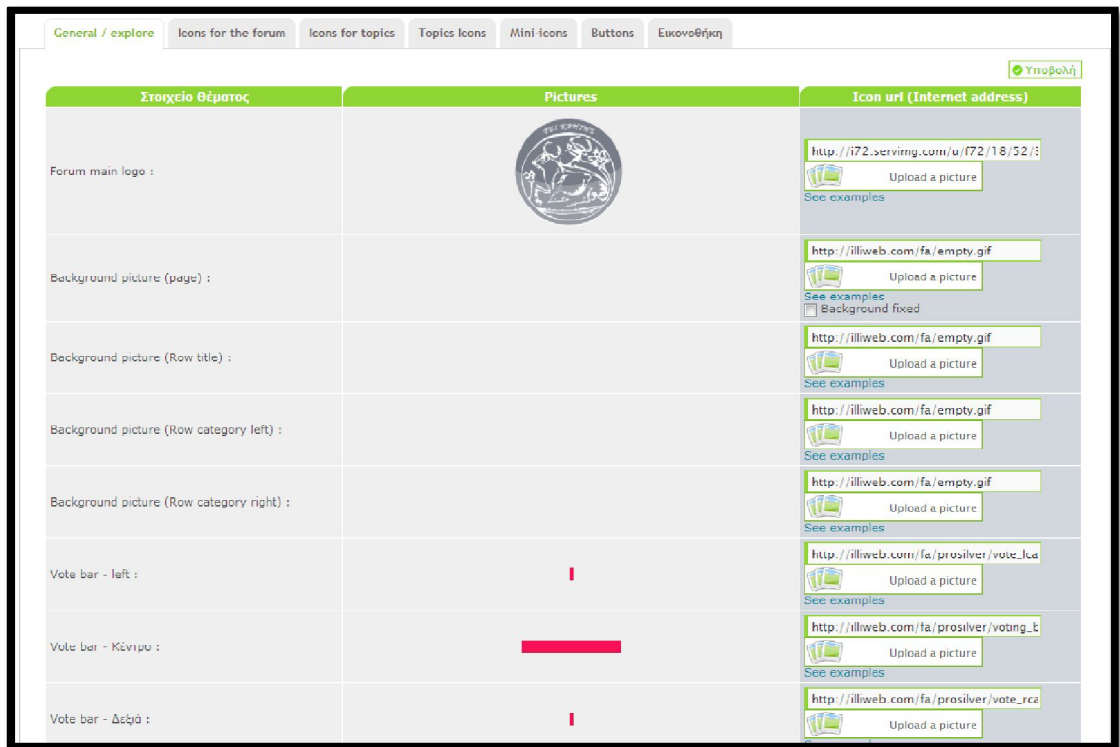 General / explore
Icons for the forum
Icons for topics
Topics Icons
Mini-icons
Buttons
Εικονοθήκη
Υποβολή
Στοιχείο Θέματος
Pictures
Icon url (Internet address)
Forum main logo :
ΤΕΙ ΚΡΗΤΗΣ
http://i72.servimg.com/u/f72/18/52/
Upload a picture
See examples
Background picture (page) :
http://illiweb.com/fa/empty.gif
Upload a picture
See examples
Background fixed
Background picture (Row title) :
http://illiweb.com/fa/empty.gif
Upload a picture
See examples
Background picture (Row category left) :
http://illiweb.com/fa/empty.gif
Upload a picture
See examples
Background picture (Row category right) :
http://illiweb.com/fa/empty.gif
Upload a picture
See examples
Vote bar - left :
http://illiweb.com/fa/prosilver/vote_lca
Upload a picture
See examples
Vote bar - Κέντρο :
http://illiweb.com/fa/prosilver/voting_b
Upload a picture
See examples
Vote bar - Δεξιά :
http://illiweb.com/fa/prosilver/vote_rca
Upload a picture